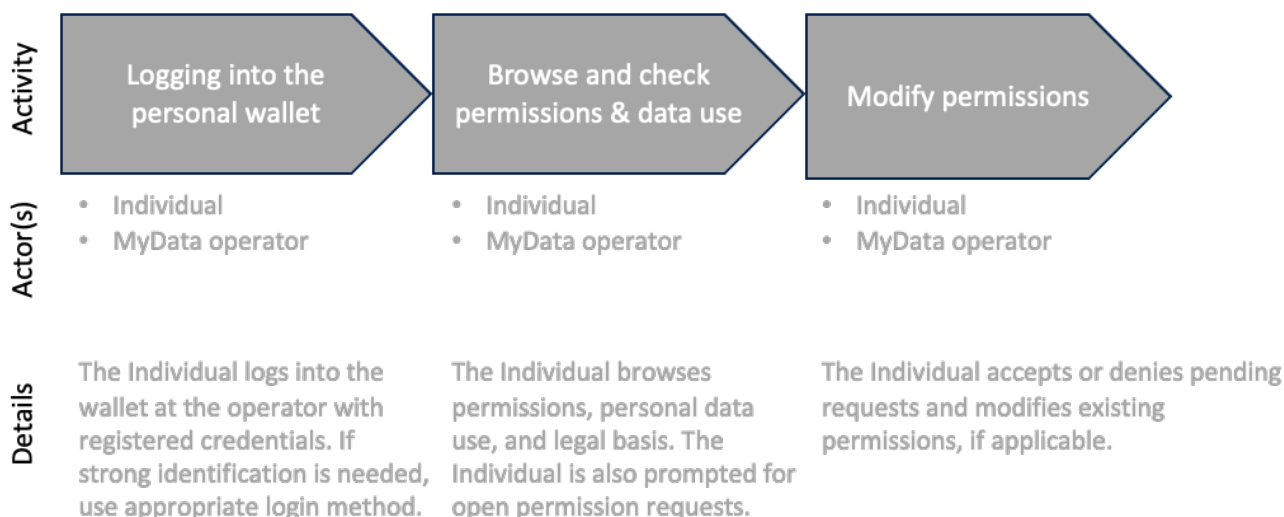 Activity
Logging into the
personal wallet
Browse and check
permissions & data use
Modify permissions
Actor(s)
• Individual
• MyData operator
• Individual
• MyData operator
• Individual
• MyData operator
Details
The Individual logs into the
wallet at the operator with
registered credentials. If
strong identification is needed,
use appropriate login method.
The Individual browses
permissions, personal data
use, and legal basis. The
Individual is also prompted for
open permission requests.
The Individual accepts or denies pending
requests and modifies existing
permissions, if applicable.